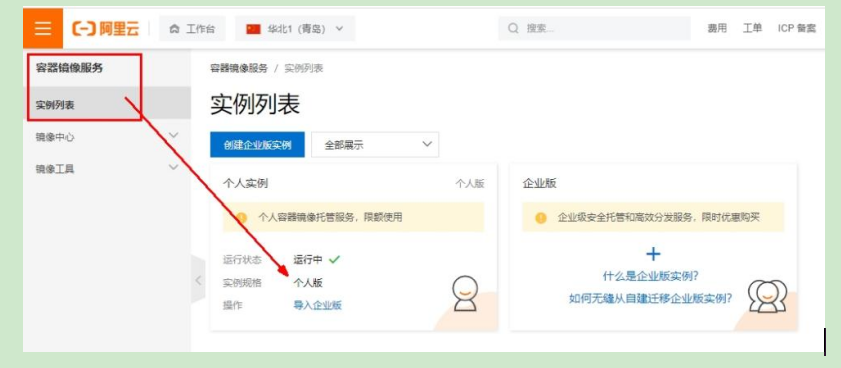 阿里云 工作台 华北1（青岛） 搜索... 费用 工单 ICP 备案
容器镜像服务
实例列表
镜像中心
镜像工具
容器镜像服务 / 实例列表
实例列表
创建企业版实例 全部展示
个人实例 个人版
个人容器镜像托管服务，限额使用
运行状态 运行中
实例规格 个人版
操作 导入企业版
企业版
企业级安全托管和高效分发服务，限时优惠购买
什么是企业版实例?
如何无缝从自建迁移企业版实例?